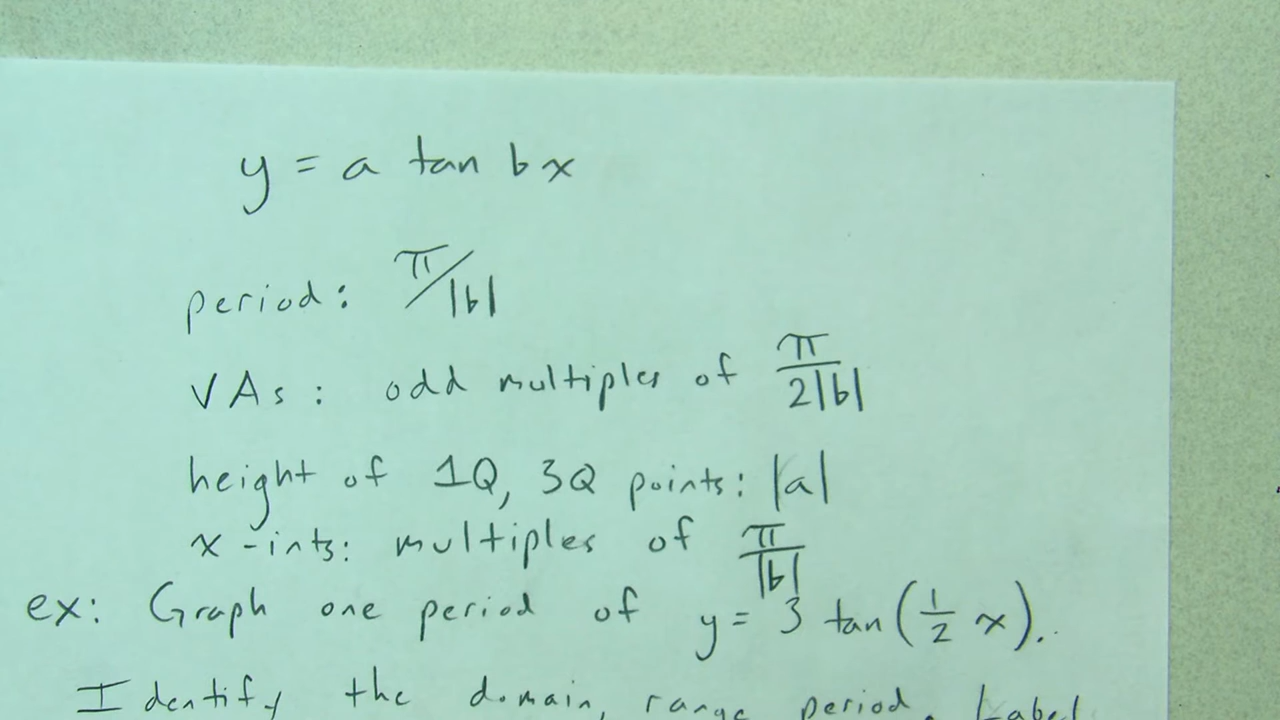 y = a tan bx
period: π/|b|
VAs: odd multiples of π/2|b|
height of 1Q, 3Q points: |a|
x-ints: multiples of π/|b|
ex: Graph one period of y = 3 tan(1/2 x).
Identify the domain, range period. Label